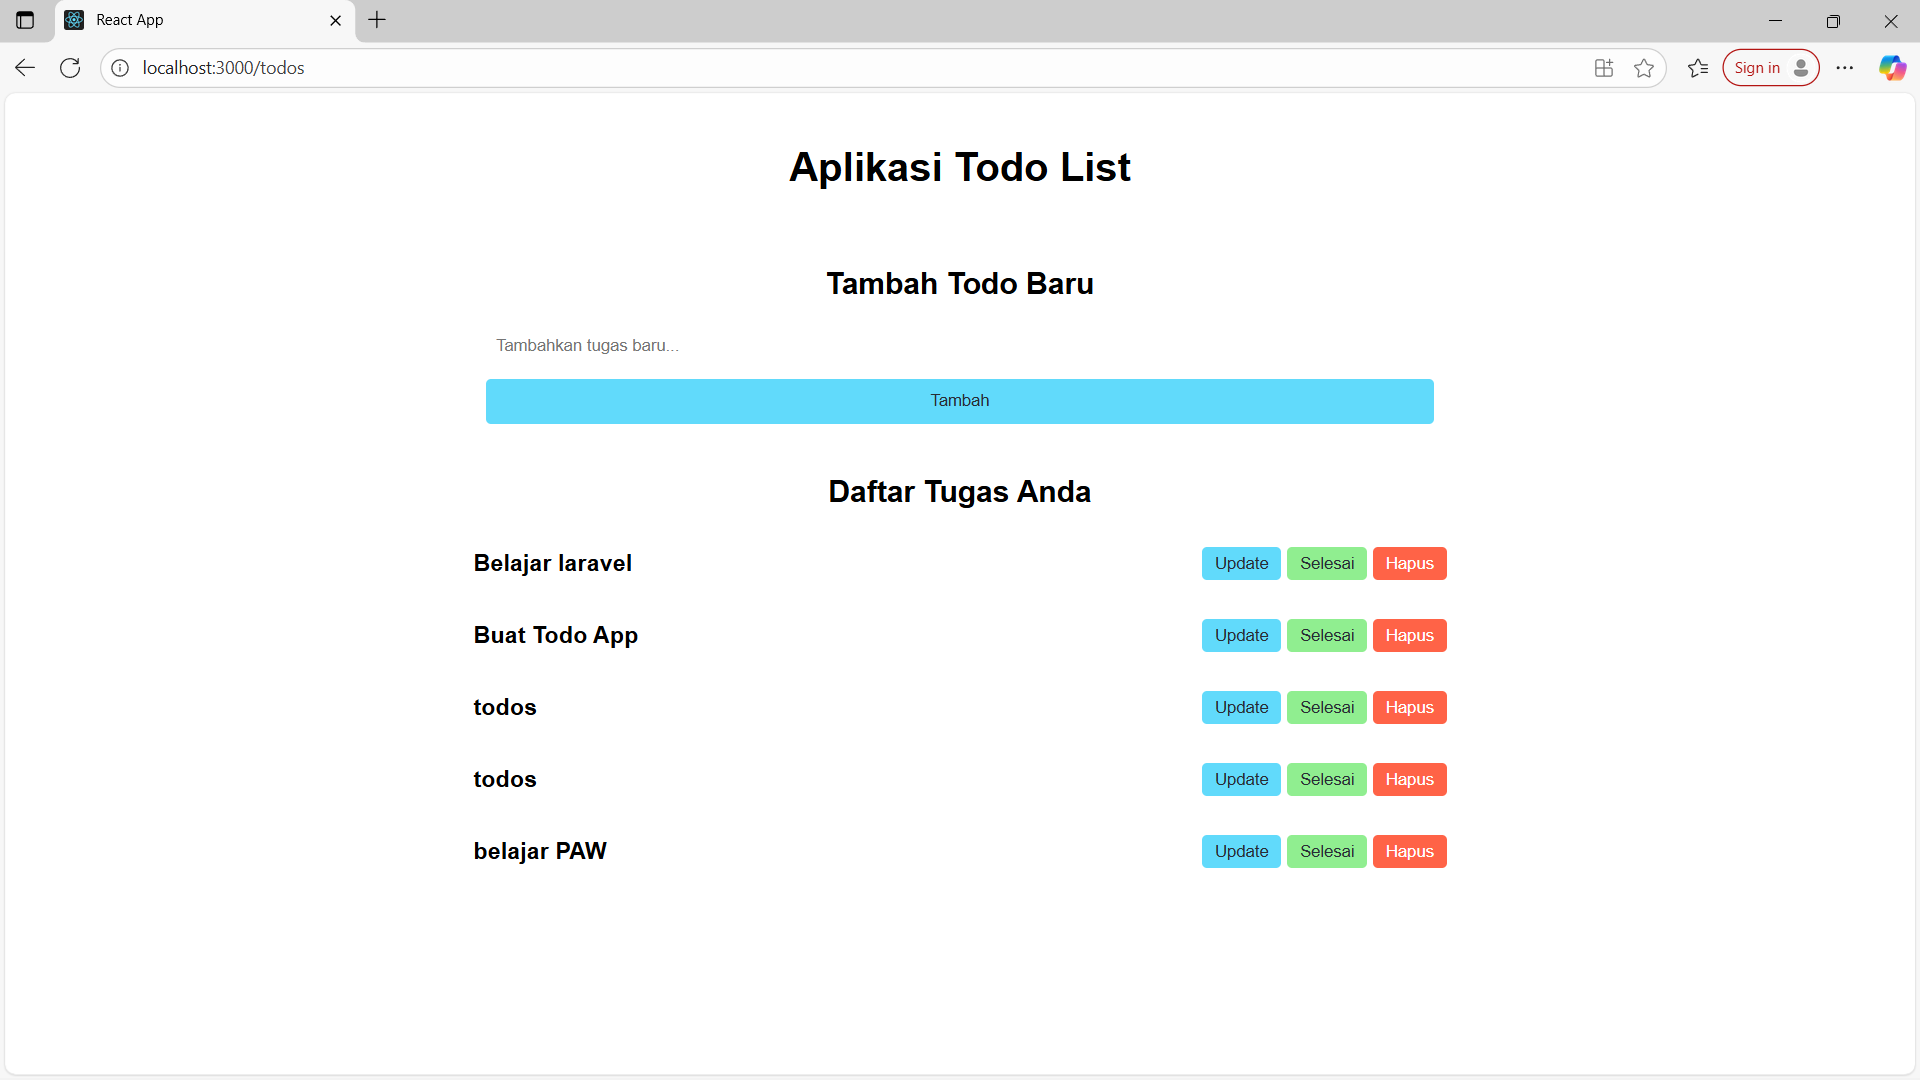 React App
localhost:3000/todos
Sign in
Aplikasi Todo List
Tambah Todo Baru
Tambahkan tugas baru...
Tambah
Daftar Tugas Anda
Belajar laravel Update Selesai Hapus
Buat Todo App Update Selesai Hapus
todos Update Selesai Hapus
todos Update Selesai Hapus
belajar PAW Update Selesai Hapus